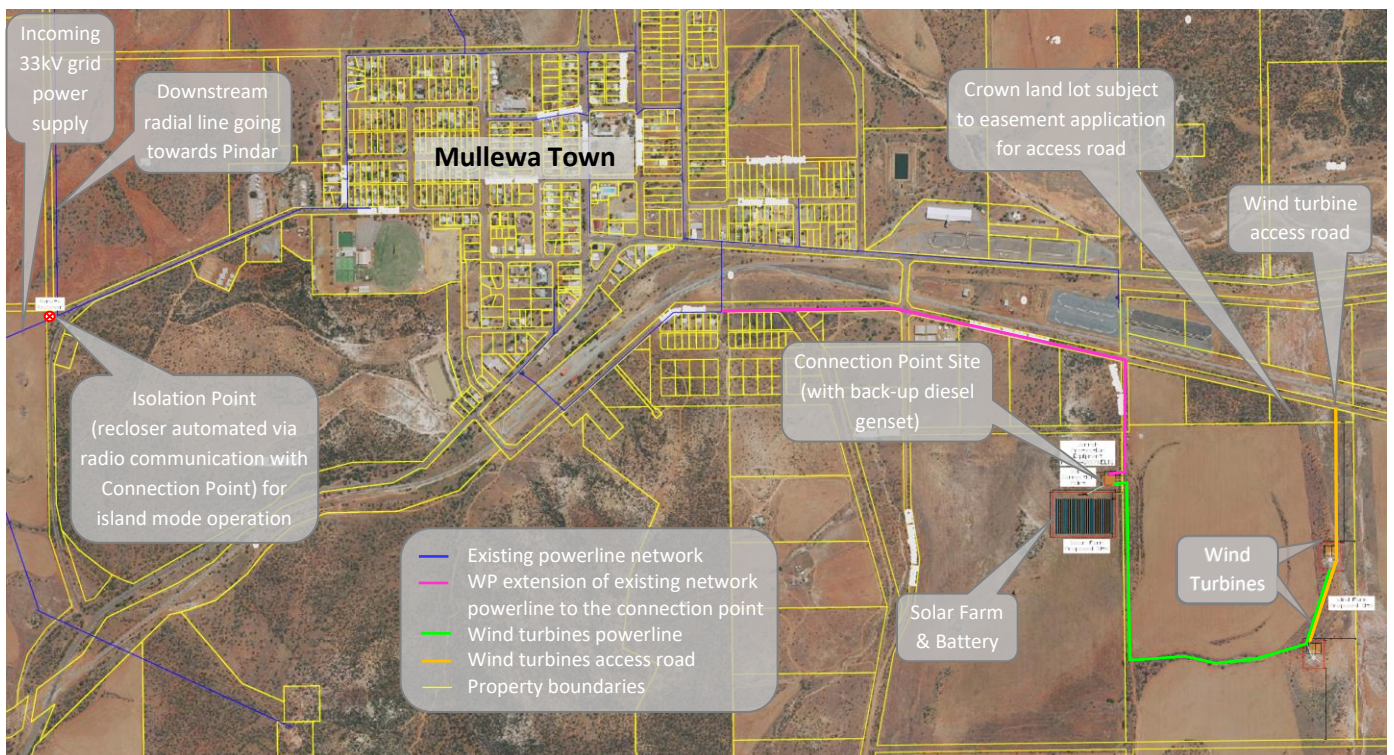 Incoming
33kV grid
power
supply
Downstream
radial line going
towards Pindar
Mullewa Town
Crown land lot subject
to easement application
for access road
Wind turbine
access road
Isolation Point
(recloser automated via
radio communication with
Connection Point) for
island mode operation
Connection Point Site
(with back-up diesel
genset)
Solar Farm
& Battery
Wind
Turbines
Existing powerline network
WP extension of existing network
powerline to the connection point
Wind turbines powerline
Wind turbines access road
Property boundaries